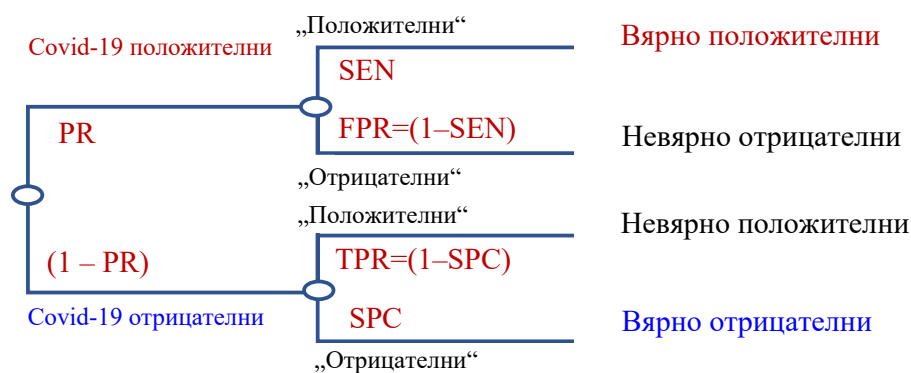 „Положителни“
Covid-19 положителни
Вярно положителни
SEN
PR
FPR=(1–SEN)
Невярно отрицателни
„Отрицателни“
„Положителни“
Невярно положителни
(1 – PR)
TPR=(1–SPC)
Covid-19 отрицателни
SPC
Вярно отрицателни
„Отрицателни“